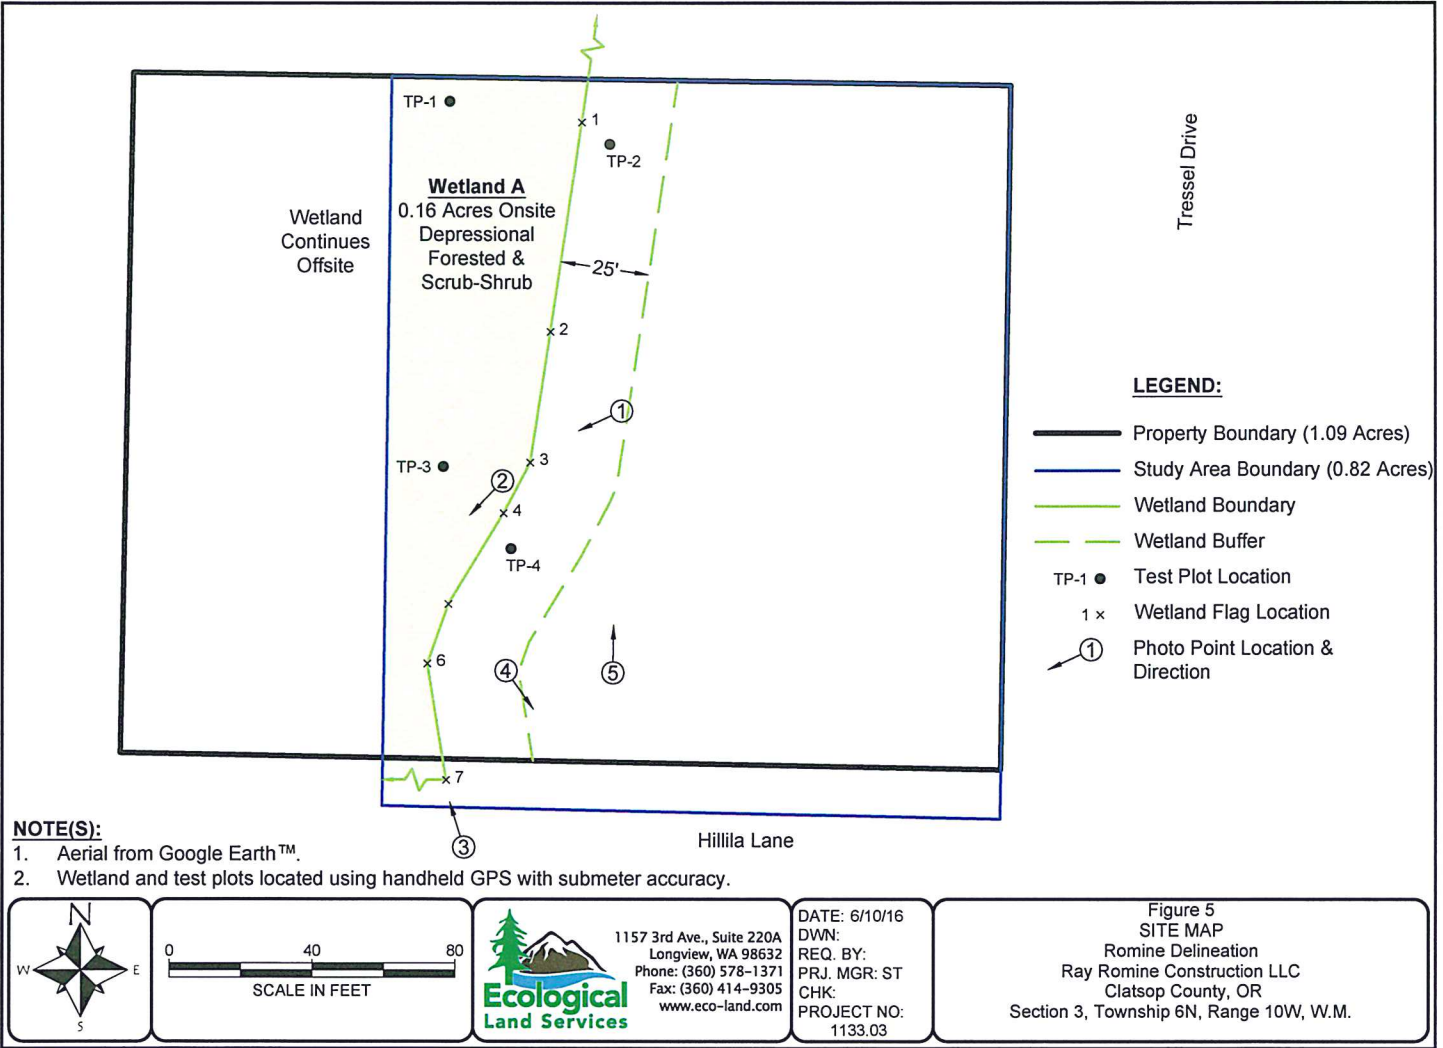 TP-1
1
TP-2
Tressel Drive
Wetland A
0.16 Acres Onsite
Depressional
Forested &
Scrub-Shrub
Wetland
Continues
Offsite
25'
2
1
3
TP-3
2
4
TP-4
6
4
5
7
3
Hillila Lane
LEGEND:
Property Boundary (1.09 Acres)
Study Area Boundary (0.82 Acres)
Wetland Boundary
Wetland Buffer
TP-1 Test Plot Location
1 × Wetland Flag Location
1 Photo Point Location &
Direction
NOTE(S):
1. Aerial from Google Earth™.
2. Wetland and test plots located using handheld GPS with submeter accuracy.
N
W E
S
0 40 80
SCALE IN FEET
Ecological
Land Services
1157 3rd Ave., Suite 220A
Longview, WA 98632
Phone: (360) 578-1371
Fax: (360) 414-9305
www.eco-land.com
DATE: 6/10/16
DWN:
REQ. BY:
PRJ. MGR: ST
CHK:
PROJECT NO:
1133.03
Figure 5
SITE MAP
Romine Delineation
Ray Romine Construction LLC
Clatsop County, OR
Section 3, Township 6N, Range 10W, W.M.